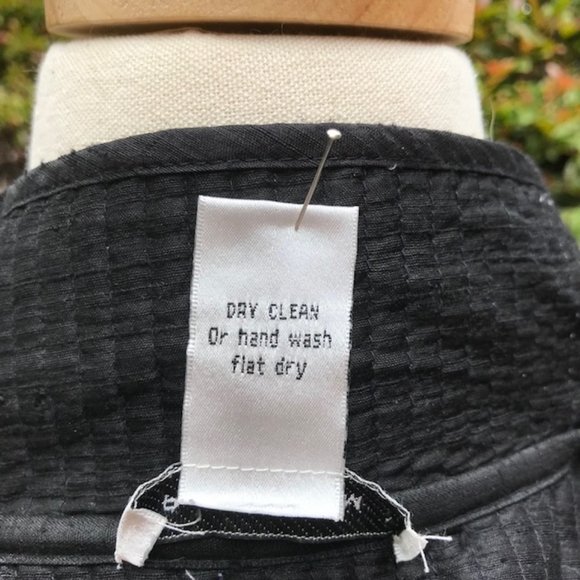 DRY CLEAN
Or hand wash
flat dry